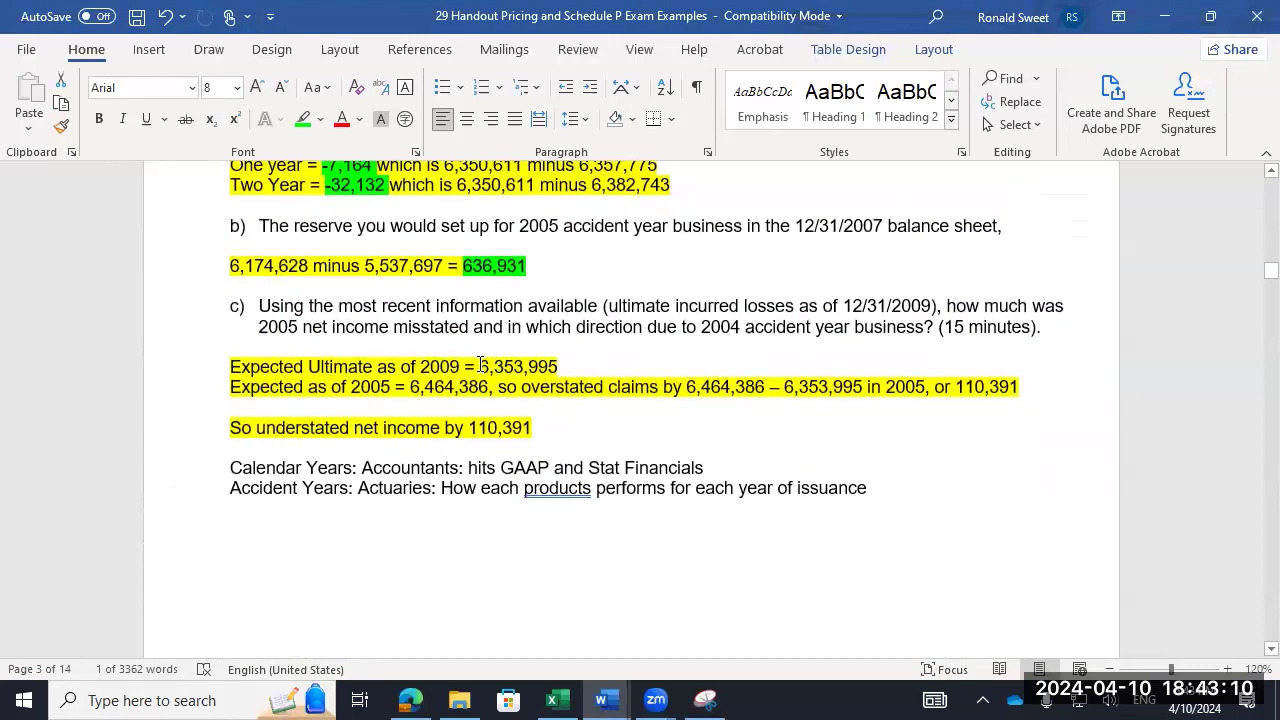 AutoSave Off 29 Handout Pricing and Schedule P Exam Examples - Compatibility Mode Ronald Sweet RS
File Home Insert Draw Design Layout References Mailings Review View Help Acrobat Table Design Layout Share
Paste
Arial 8 Aa
B I U ab x2 x2 A A
AaBbCcDc AaBbC AaBbC
Emphasis ¶ Heading 1 ¶ Heading 2
Find
Replace
Select
Create and Share Adobe PDF
Request Signatures
Clipboard Font Paragraph Styles Editing Adobe Acrobat
One year = -7,164 which is 6,350,611 minus 6,357,775
Two Year = -32,132 which is 6,350,611 minus 6,382,743
b) The reserve you would set up for 2005 accident year business in the 12/31/2007 balance sheet,
6,174,628 minus 5,537,697 = 636,931
c) Using the most recent information available (ultimate incurred losses as of 12/31/2009), how much was
2005 net income misstated and in which direction due to 2004 accident year business? (15 minutes).
Expected Ultimate as of 2009 = 6,353,995
Expected as of 2005 = 6,464,386, so overstated claims by 6,464,386 – 6,353,995 in 2005, or 110,391
So understated net income by 110,391
Calendar Years: Accountants: hits GAAP and Stat Financials
Accident Years: Actuaries: How each products performs for each year of issuance
Page 3 of 14 1 of 3362 words English (United States) Focus 120%
Type here to search ENG
2024-04-10 18:43:10
4/10/2024